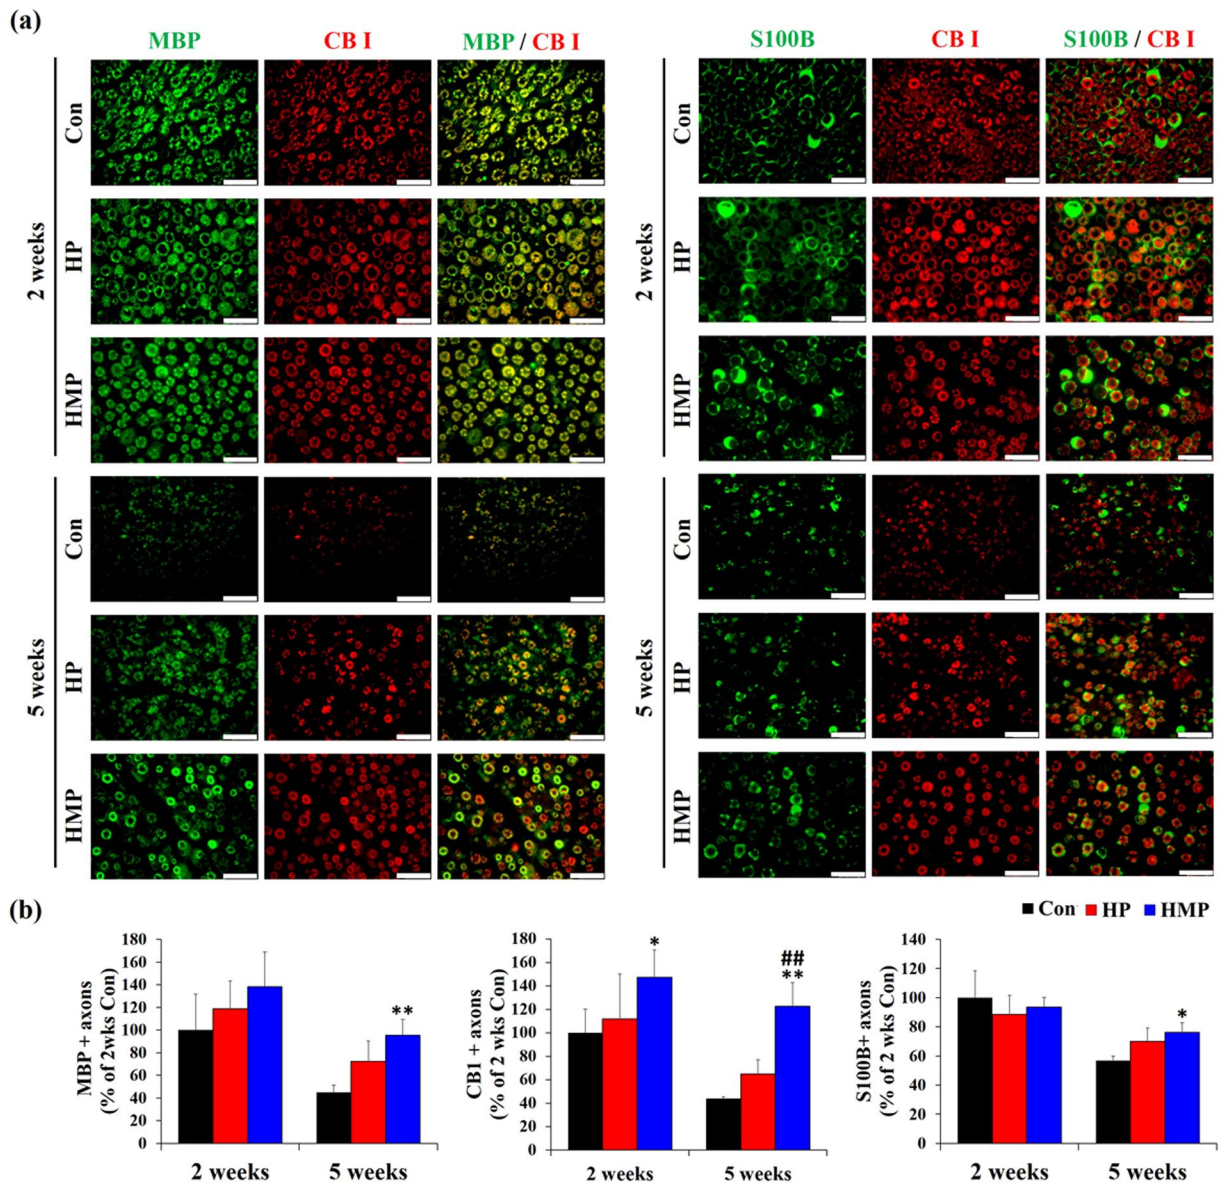 (a)
MBP CB I MBP / CB I
S100B CB I S100B / CB I
2 weeks
Con
HP
HMP
5 weeks
Con
HP
HMP
2 weeks
Con
HP
HMP
5 weeks
Con
HP
HMP
(b)
Con HP HMP
MBP + axons
(% of 2wks Con)
180
160
140
120
100
80
60
40
20
0
**
2 weeks 5 weeks
CB1 + axons
(% of 2 wks Con)
180
160
140
120
100
80
60
40
20
0
*
##
**
2 weeks 5 weeks
S100B+ axons
(% of 2 wks Con)
140
120
100
80
60
40
20
0
*
2 weeks 5 weeks